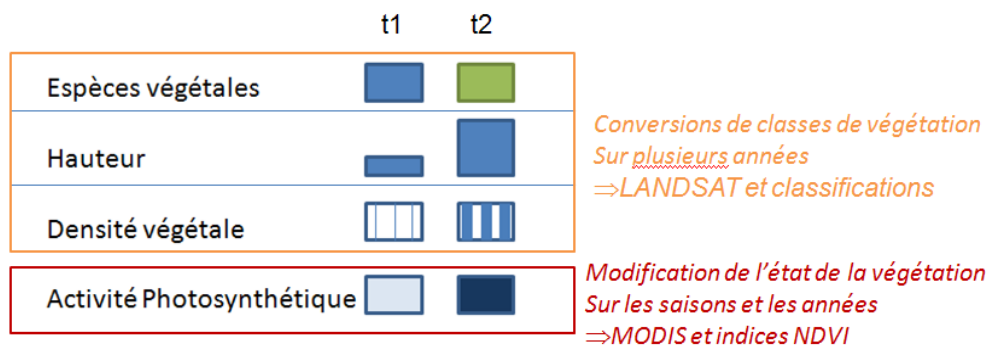 t1 t2
Espèces végétales
Hauteur
Densité végétale
Conversions de classes de végétation
Sur plusieurs années
⇒LANDSAT et classifications
Activité Photosynthétique
Modification de l'état de la végétation
Sur les saisons et les années
⇒MODIS et indices NDVI